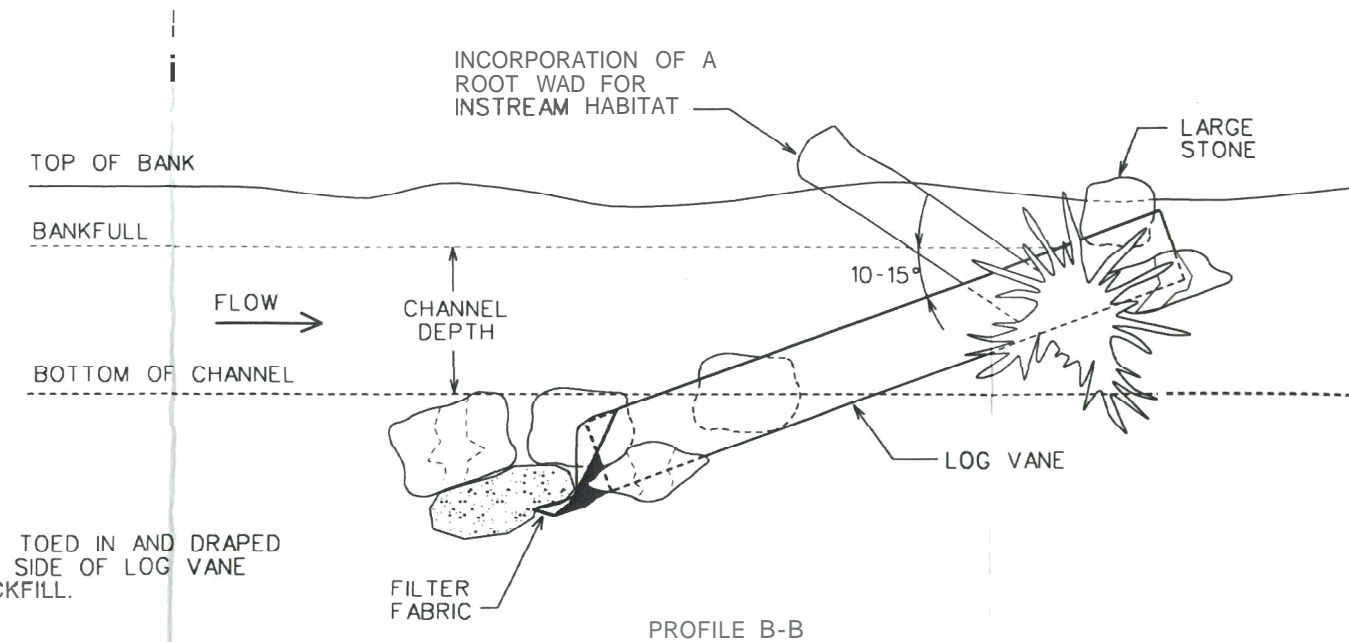 INCORPORATION OF A
ROOT WAD FOR
INSTREAM HABITAT
LARGE
STONE
TOP OF BANK
BANKFULL
10-15°
FLOW
CHANNEL
DEPTH
BOTTOM OF CHANNEL
LOG VANE
TOED IN AND DRAPED
SIDE OF LOG VANE
CKFILL.
FILTER
FABRIC
PROFILE B-B